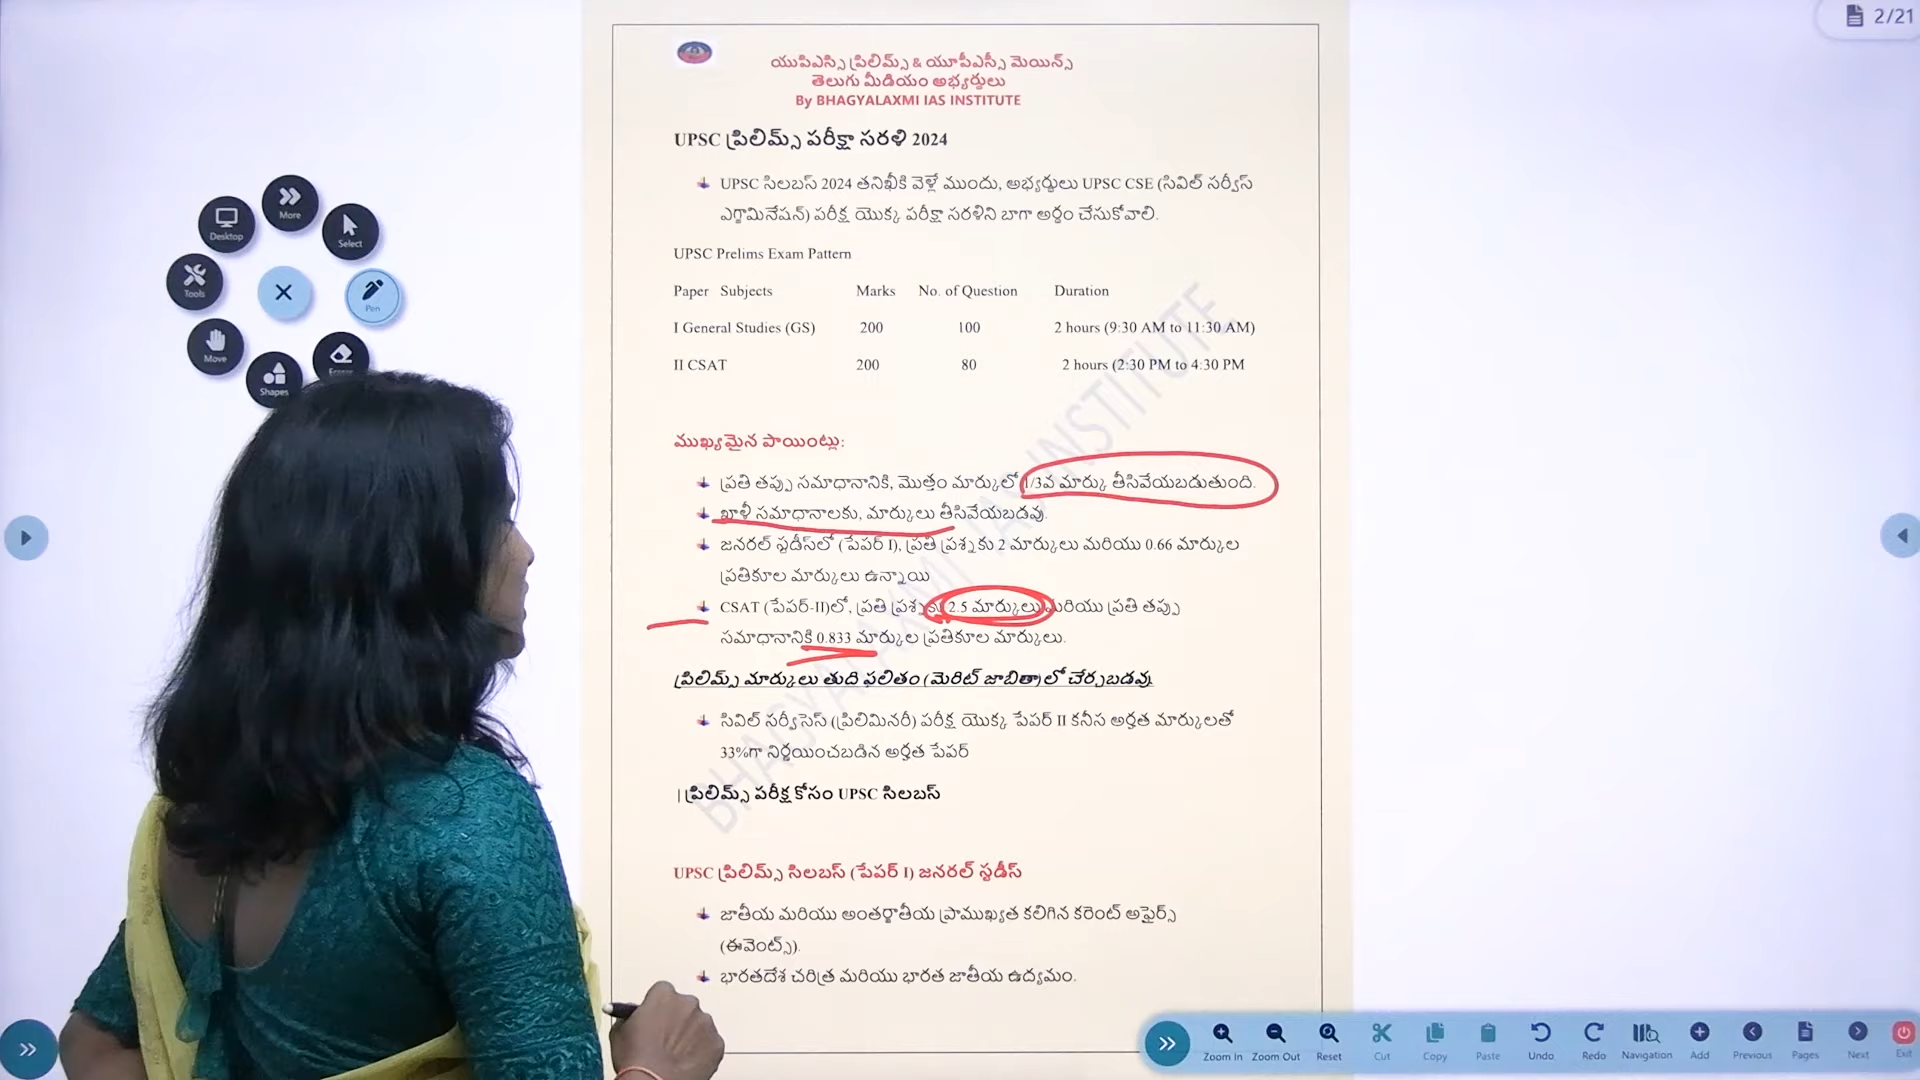 2/21
యుపిఎస్సి ప్రిలిమ్స్ & యూపీఎస్సీ మెయిన్స్
తెలుగు మీడియం అభ్యర్థులు
By BHAGYALAXMI IAS INSTITUTE
UPSC ప్రిలిమ్స్ పరీక్షా సరళి 2024
UPSC సిలబస్ 2024 తనిఖీకి వెళ్లే ముందు, అభ్యర్థులు UPSC CSE (సివిల్ సర్వీస్
ఎగ్జామినేషన్) పరీక్ష యొక్క పరీక్షా సరళిని బాగా అర్థం చేసుకోవాలి.
UPSC Prelims Exam Pattern
Paper Subjects Marks No. of Question Duration
I General Studies (GS) 200 100 2 hours (9:30 AM to 11:30 AM)
II CSAT 200 80 2 hours (2:30 PM to 4:30 PM
ముఖ్యమైన పాయింట్లు:
ప్రతి తప్పు సమాధానానికి, మొత్తం మార్కులో 1/3వ మార్కు తీసివేయబడుతుంది.
ఖాళీ సమాధానాలకు, మార్కులు తీసివేయబడవు.
జనరల్ స్టడీస్‌లో (పేపర్ I), ప్రతి ప్రశ్నకు 2 మార్కులు మరియు 0.66 మార్కుల
ప్రతికూల మార్కులు ఉన్నాయి
CSAT (పేపర్-II)లో, ప్రతి ప్రశ్నకు 2.5 మార్కులు మరియు ప్రతి తప్పు
సమాధానానికి 0.833 మార్కుల ప్రతికూల మార్కులు.
ప్రిలిమ్స్ మార్కులు తుది ఫలితం (మెరిట్ జాబితా)లో చేర్చబడవు
సివిల్ సర్వీసెస్ (ప్రిలిమినరీ) పరీక్ష యొక్క పేపర్ II కనీస అర్హత మార్కులతో
33%గా నిర్ణయించబడిన అర్హత పేపర్
| ప్రిలిమ్స్ పరీక్ష కోసం UPSC సిలబస్
UPSC ప్రిలిమ్స్ సిలబస్ (పేపర్ I) జనరల్ స్టడీస్
జాతీయ మరియు అంతర్జాతీయ ప్రాముఖ్యత కలిగిన కరెంట్ అఫైర్స్
(ఈవెంట్స్).
భారతదేశ చరిత్ర మరియు భారత జాతీయ ఉద్యమం.
BHAGYALAXMI IAS INSTITUTE
More
Desktop
Select
Tools
Pen
Move
Shapes
Zoom In Zoom Out Reset Cut Copy Paste Undo Redo Navigation Add Previous Pages Next Exit